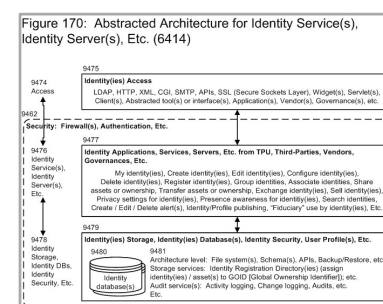 Figure 170:  Abstracted Architecture for Identity Service(s),
Identity Server(s), Etc. (6414)
9475
9474
Access
Identity(ies) Access
LDAP, HTTP, XML, CGI, SMTP, APIs, SSL (Secure Sockets Layer), Widget(s), Servlet(s),
Client(s), Abstracted tool(s) or interface(s), Application(s), Vendor(s), Governance(s), etc.
9462
Security:  Firewall(s), Authentication, Etc.
9477
9476
Identity
Service(s),
Identity
Server(s),
Etc.
Identity Applications, Services, Servers, Etc. from TPU, Third-Parties, Vendors,
Governances, Etc.
My identity(ies), Create identity(ies), Edit identity(ies), Configure identity(ies),
Delete identity(ies), Register identity(ies), Group identities, Associate identities, Share
assets or ownership, Transfer assets or ownership, Exchange identity(ies), Sell identity(ies),
Privacy settings for identity(ies), Presence awareness for identity(ies), Search identities,
Create / Edit / Delete alert(s), Identity/Profile publishing, "Fiduciary" use by identity(ies), Etc.
9479
9478
Identity
Storage,
Identity DBs,
Identity
Security, Etc.
Identity(ies) Storage, Identity(ies) Database(s), Identity Security, User Profile(s), Etc.
9480
Identity
database(s)
9481
Architecture level:  File system(s), Schema(s), APIs, Backup/Restore, etc.
Storage services:  Identity Registration Directory(ies) (assign
identity(ies) / asset(s) to GOID [Global Ownership Identifier]); etc.
Audit service(s):  Activity logging, Change logging, Audits, etc.
Etc.